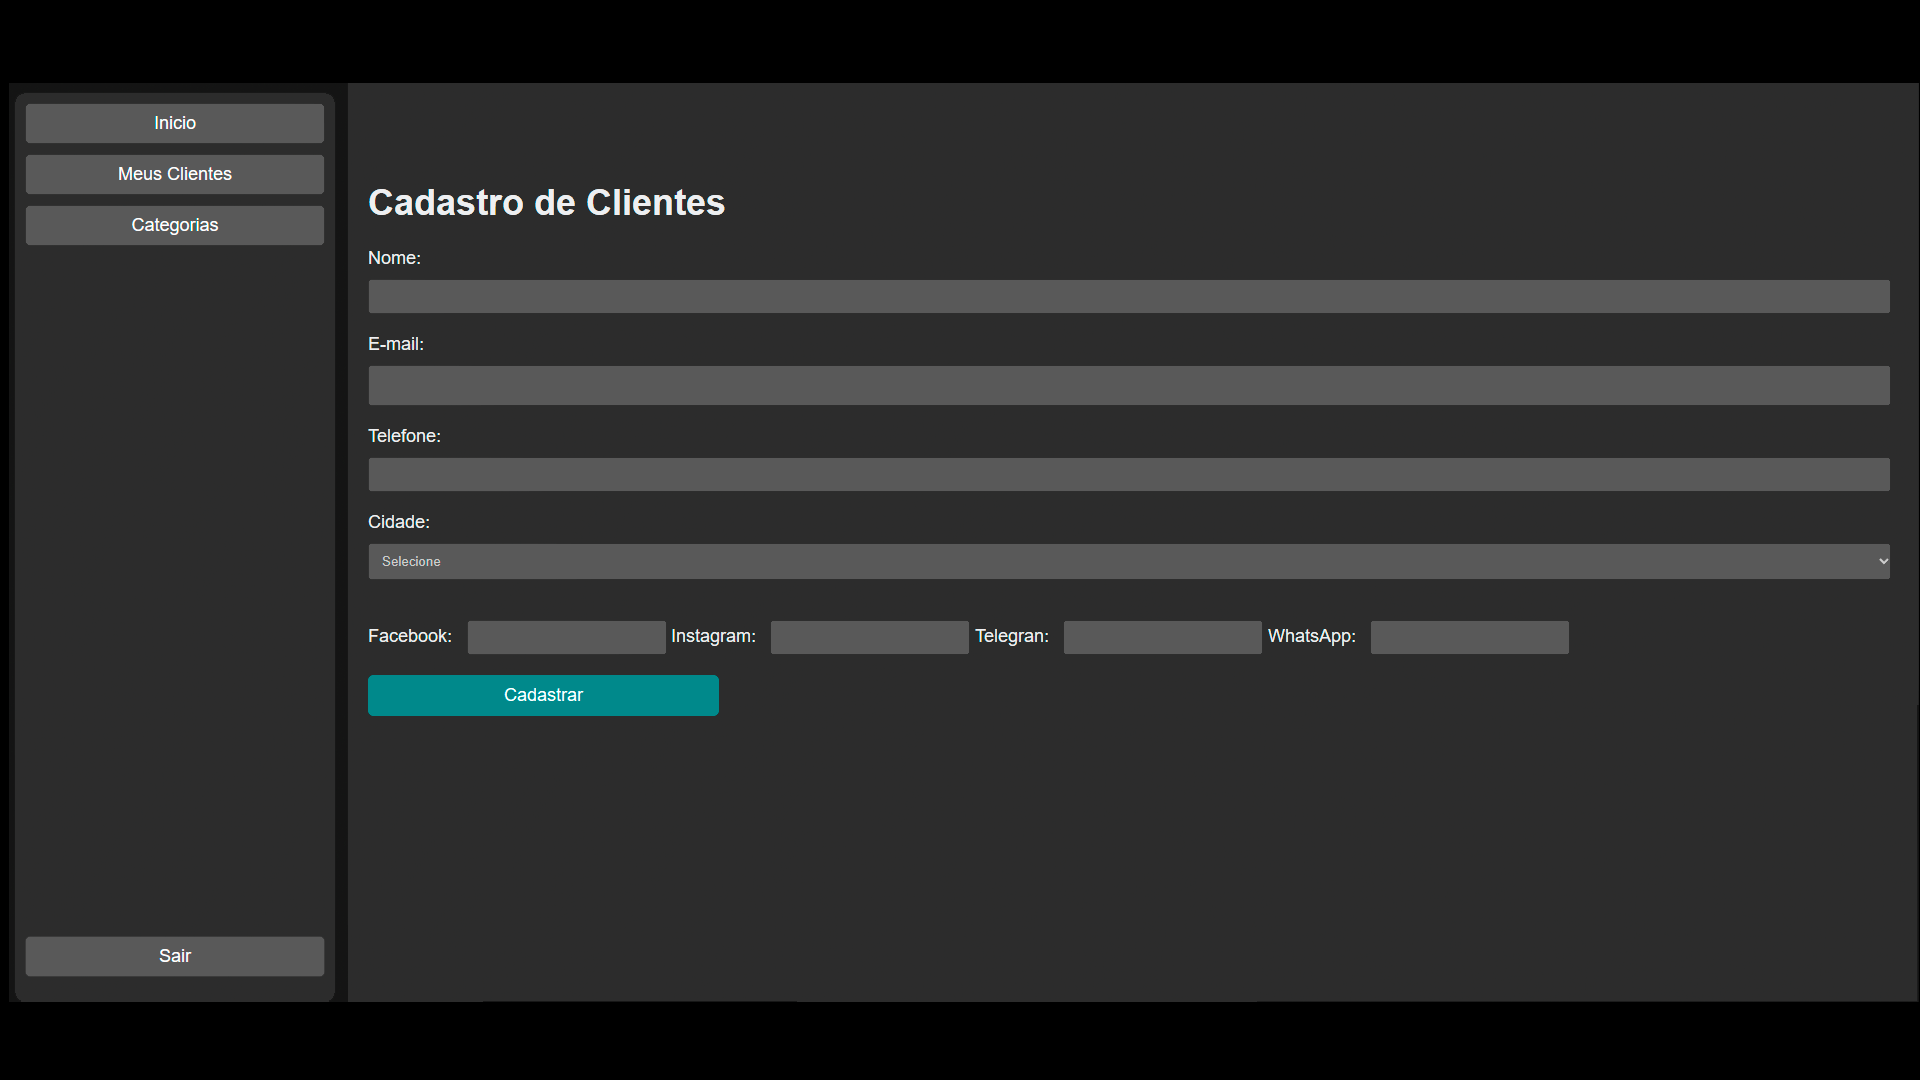 Inicio
Meus Clientes
Categorias
Sair
Cadastro de Clientes
Nome:
E-mail:
Telefone:
Cidade:
Selecione
Facebook: Instagram: Telegran: WhatsApp:
Cadastrar